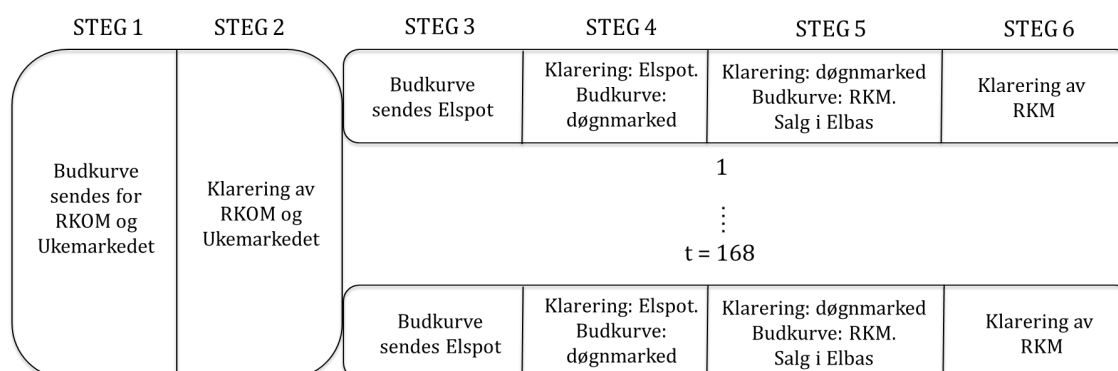 STEG 1
STEG 2
STEG 3
STEG 4
STEG 5
STEG 6
Budkurve
sendes for
RKOM og
Ukemarkedet
Klarering av
RKOM og
Ukemarkedet
Budkurve
sendes Elspot
Klarering: Elspot.
Budkurve:
døgnmarked
Klarering: døgnmarked
Budkurve: RKM.
Salg i Elbas
Klarering av
RKM
1
⋮
t = 168
Budkurve
sendes Elspot
Klarering: Elspot.
Budkurve:
døgnmarked
Klarering: døgnmarked
Budkurve: RKM.
Salg i Elbas
Klarering av
RKM